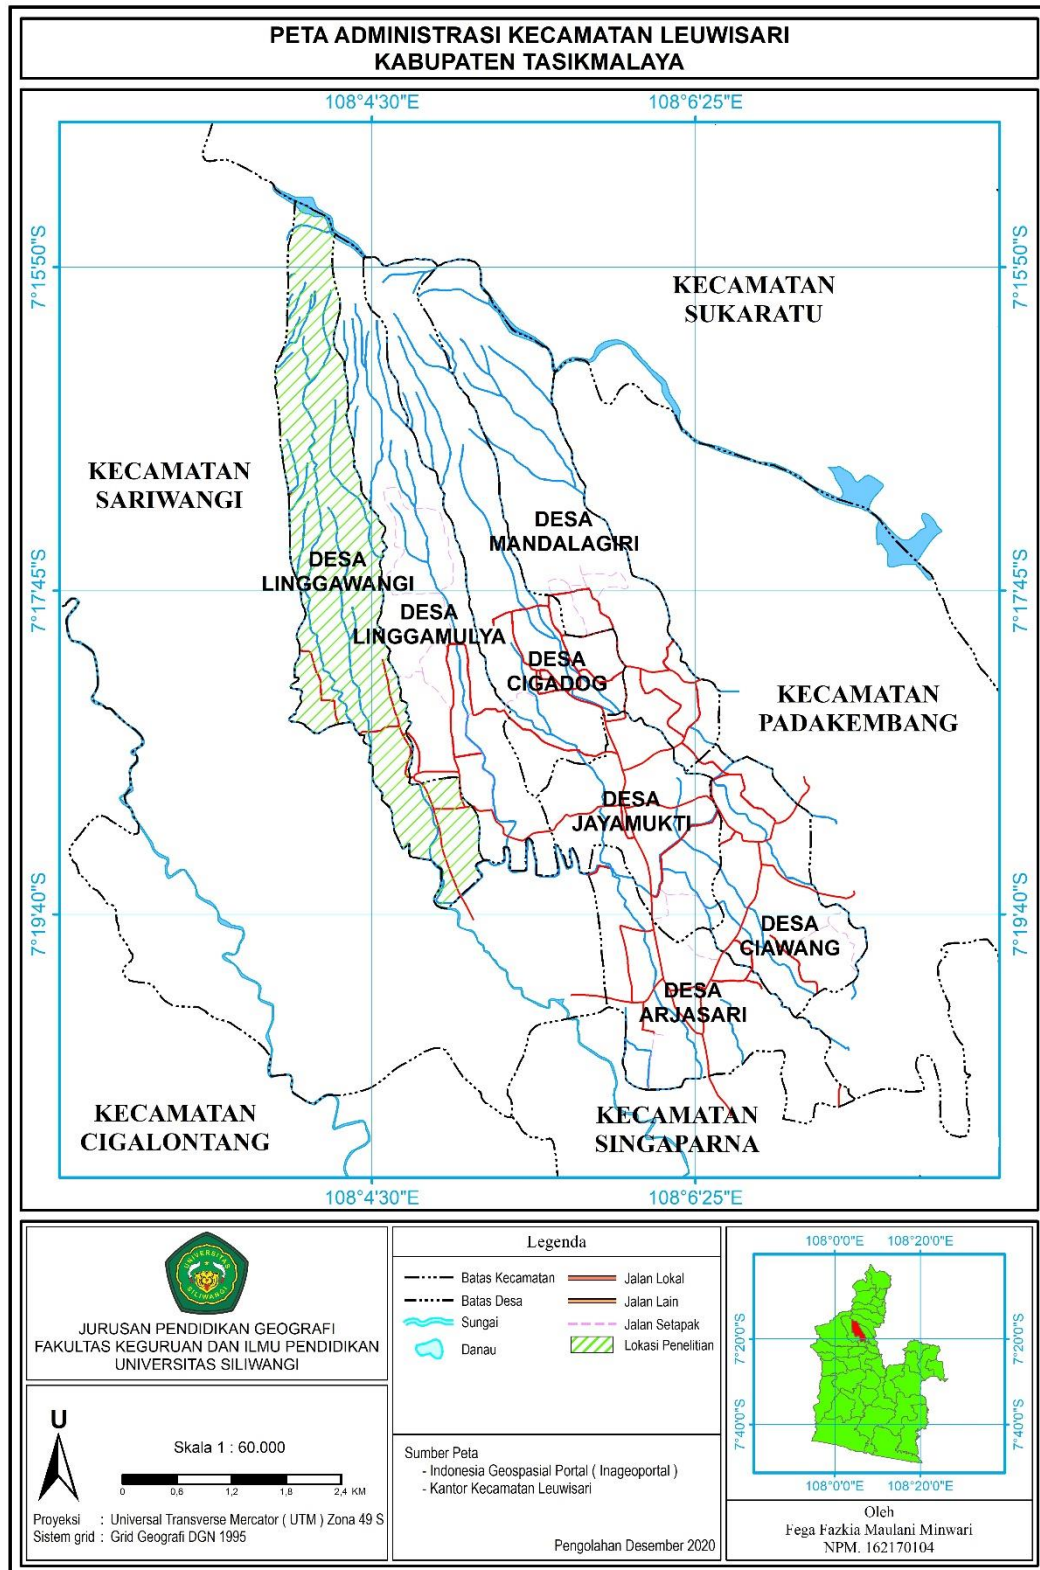 PETA ADMINISTRASI KECAMATAN LEUWISARI
KABUPATEN TASIKMALAYA
108°4'30"E
108°6'25"E
7°15'50"S
7°15'50"S
KECAMATAN
SUKARATU
KECAMATAN
SARIWANGI
DESA
MANDALAGIRI
DESA
LINGGAWANGI
7°17'45"S
7°17'45"S
DESA
LINGGAMULYA
DESA
CIGADOG
KECAMATAN
PADAKEMBANG
DESA
JAYAMUKTI
7°19'40"S
7°19'40"S
DESA
CIAWANG
DESA
ARJASARI
KECAMATAN
CIGALONTANG
KECAMATAN
SINGAPARNA
108°4'30"E
108°6'25"E
UNIVERSITAS
SILIWANGI
JURUSAN PENDIDIKAN GEOGRAFI
FAKULTAS KEGURUAN DAN ILMU PENDIDIKAN
UNIVERSITAS SILIWANGI
U
Skala 1 : 60.000
0 0,6 1,2 1,8 2,4 KM
Proyeksi : Universal Transverse Mercator ( UTM ) Zona 49 S
Sistem grid : Grid Geografi DGN 1995
Legenda
Batas Kecamatan
Batas Desa
Sungai
Danau
Jalan Lokal
Jalan Lain
Jalan Setapak
Lokasi Penelitian
Sumber Peta
- Indonesia Geospasial Portal ( Inageoportal )
- Kantor Kecamatan Leuwisari
Pengolahan Desember 2020
108°0'0"E 108°20'0"E
7°20'0"S
7°20'0"S
7°40'0"S
7°40'0"S
108°0'0"E 108°20'0"E
Oleh
Fega Fazkia Maulani Minwari
NPM. 162170104